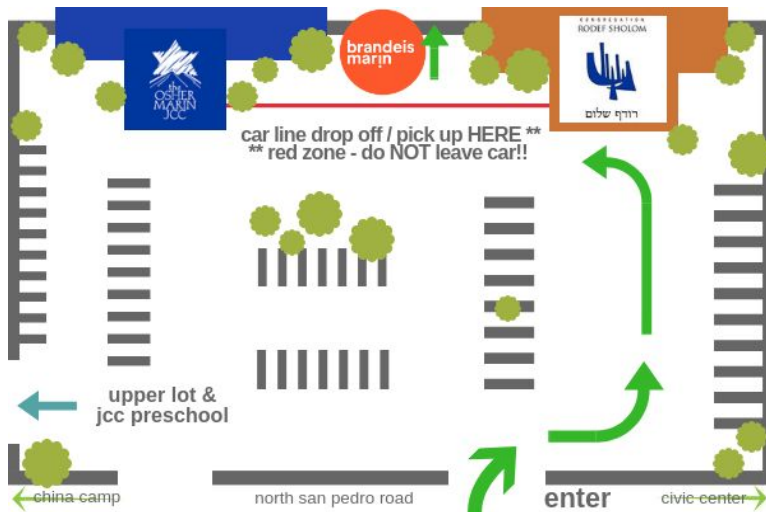 CONGREGATION
RODEF SHOLOM
brandeis
marin
the
OSHER
MARIN
JCC
רודף שלום
car line drop off / pick up HERE **
** red zone - do NOT leave car!!
upper lot &
jcc preschool
china camp
north san pedro road
enter
civic center